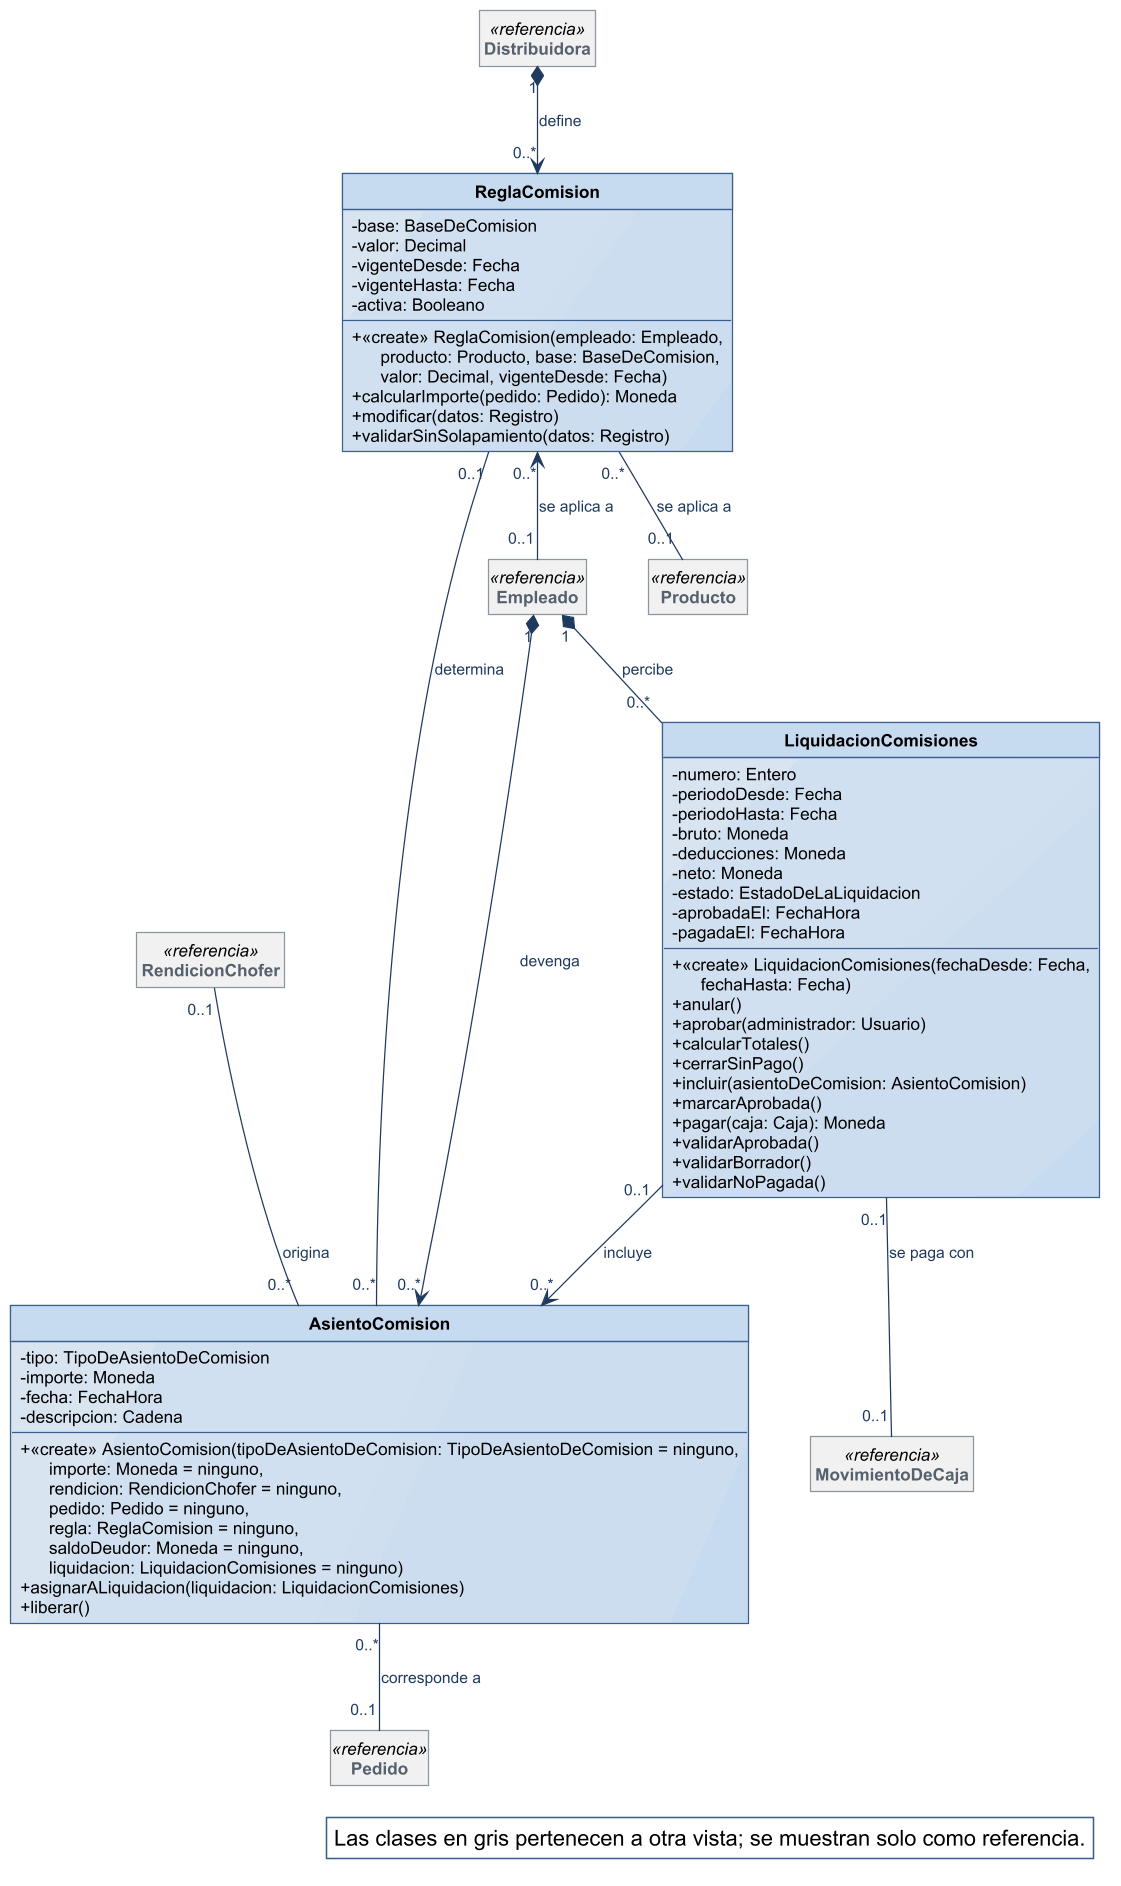 «referencia»
Distribuidora
1
define
0..*
ReglaComision
-base: BaseDeComision
-valor: Decimal
-vigenteDesde: Fecha
-vigenteHasta: Fecha
-activa: Booleano
+«create» ReglaComision(empleado: Empleado,
producto: Producto, base: BaseDeComision,
valor: Decimal, vigenteDesde: Fecha)
+calcularImporte(pedido: Pedido): Moneda
+modificar(datos: Registro)
+validarSinSolapamiento(datos: Registro)
0..1
0..*
0..*
se aplica a
se aplica a
0..1
0..1
«referencia»
Empleado
«referencia»
Producto
1
1
determina
percibe
0..*
LiquidacionComisiones
-numero: Entero
-periodoDesde: Fecha
-periodoHasta: Fecha
-bruto: Moneda
-deducciones: Moneda
-neto: Moneda
-estado: EstadoDeLaLiquidacion
-aprobadaEl: FechaHora
-pagadaEl: FechaHora
+«create» LiquidacionComisiones(fechaDesde: Fecha,
fechaHasta: Fecha)
+anular()
+aprobar(administrador: Usuario)
+calcularTotales()
+cerrarSinPago()
+incluir(asientoDeComision: AsientoComision)
+marcarAprobada()
+pagar(caja: Caja): Moneda
+validarAprobada()
+validarBorrador()
+validarNoPagada()
«referencia»
RendicionChofer
0..1
devenga
0..1
0..1
origina
incluye
se paga con
0..*
0..*
0..*
0..*
0..1
AsientoComision
-tipo: TipoDeAsientoDeComision
-importe: Moneda
-fecha: FechaHora
-descripcion: Cadena
+«create» AsientoComision(tipoDeAsientoDeComision: TipoDeAsientoDeComision = ninguno,
importe: Moneda = ninguno,
rendicion: RendicionChofer = ninguno,
pedido: Pedido = ninguno,
regla: ReglaComision = ninguno,
saldoDeudor: Moneda = ninguno,
liquidacion: LiquidacionComisiones = ninguno)
+asignarALiquidacion(liquidacion: LiquidacionComisiones)
+liberar()
«referencia»
MovimientoDeCaja
0..*
corresponde a
0..1
«referencia»
Pedido
Las clases en gris pertenecen a otra vista; se muestran solo como referencia.